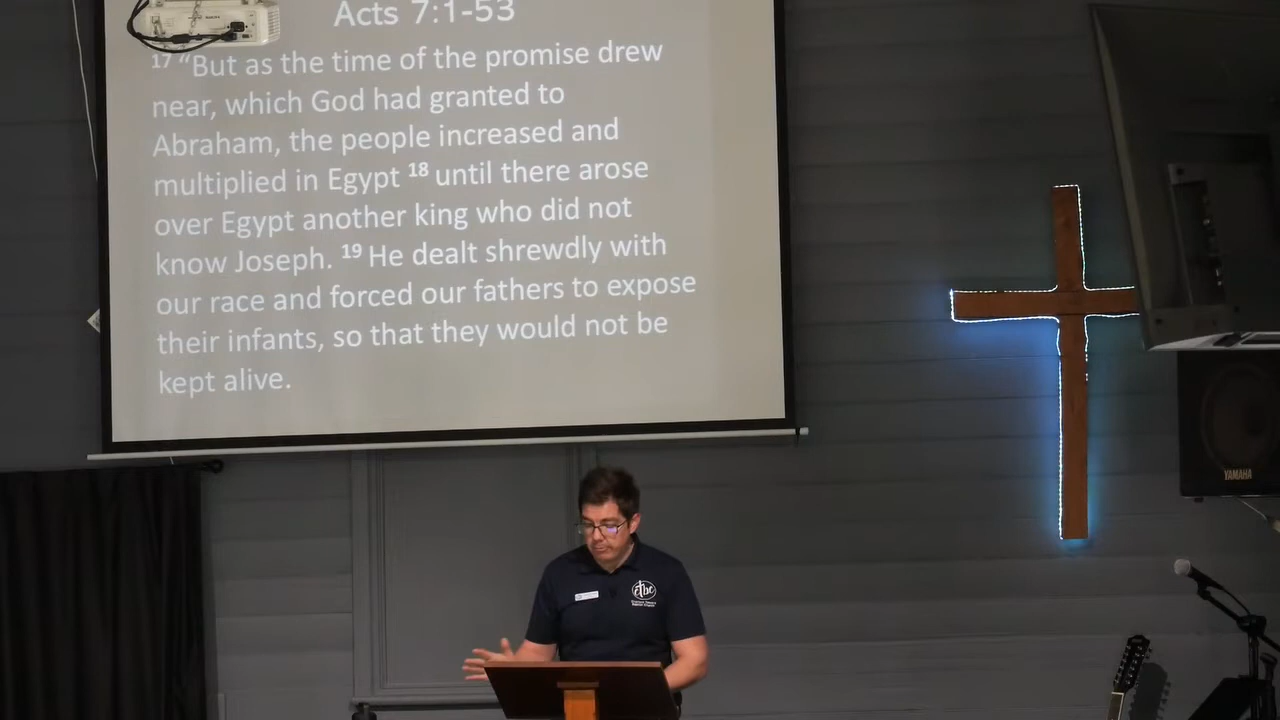 Acts 7:1-53
17 "But as the time of the promise drew
near, which God had granted to
Abraham, the people increased and
multiplied in Egypt 18 until there arose
over Egypt another king who did not
know Joseph. 19 He dealt shrewdly with
our race and forced our fathers to expose
their infants, so that they would not be
kept alive.
YAMAHA